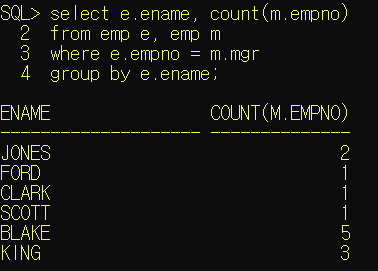 SQL> select e.ename, count(m.empno)
  2  from emp e, emp m
  3  where e.empno = m.mgr
  4  group by e.ename;
ENAME                COUNT(M.EMPNO)
-------------------- --------------
JONES                             2
FORD                              1
CLARK                             1
SCOTT                             1
BLAKE                             5
KING                              3